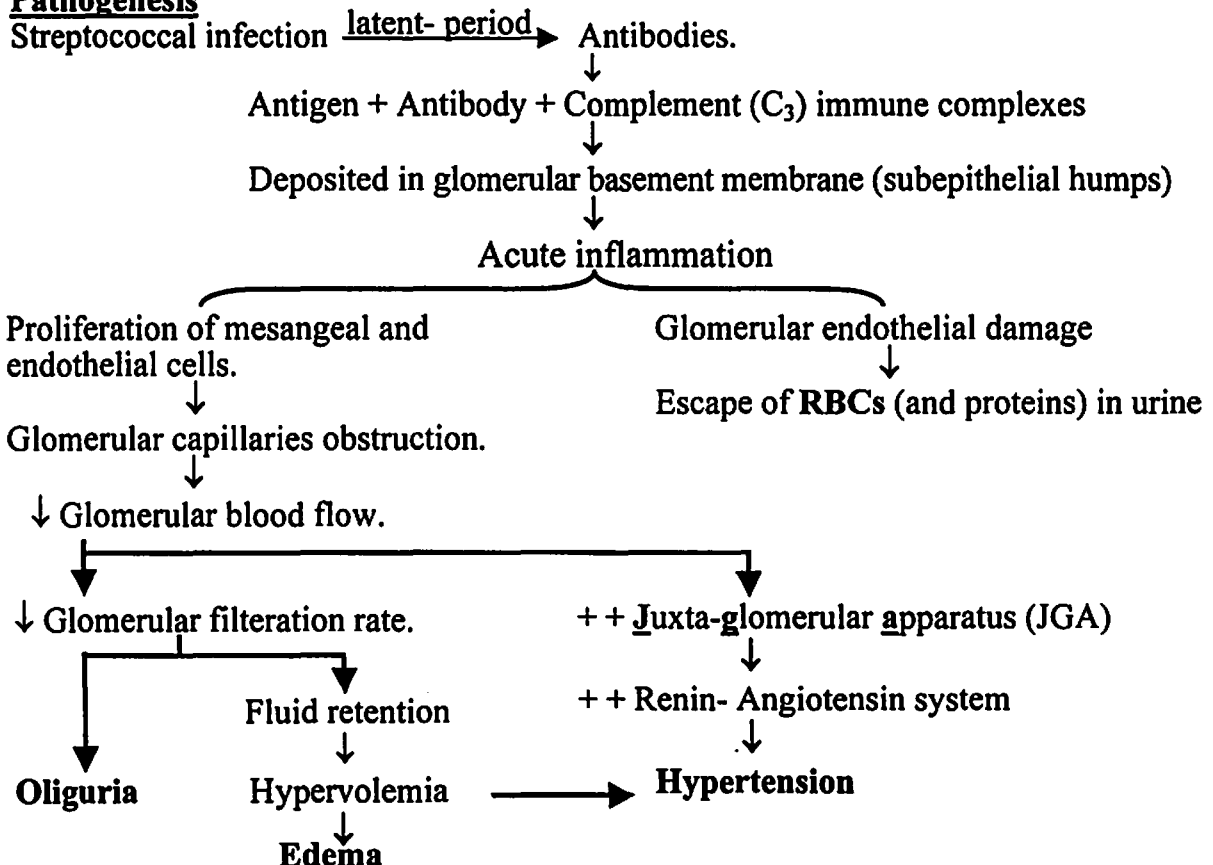 Pathogenesis
Streptococcal infection latent- period Antibodies.
↓
Antigen + Antibody + Complement (C₃) immune complexes
↓
Deposited in glomerular basement membrane (subepithelial humps)
↓
Acute inflammation
Proliferation of mesangeal and
endothelial cells.
↓
Glomerular capillaries obstruction.
↓
↓ Glomerular blood flow.
Glomerular endothelial damage
↓
Escape of RBCs (and proteins) in urine
↓ Glomerular filteration rate.
Oliguria
Fluid retention
↓
Hypervolemia
↓
Edema
+ + Juxta-glomerular apparatus (JGA)
↓
+ + Renin- Angiotensin system
↓
Hypertension